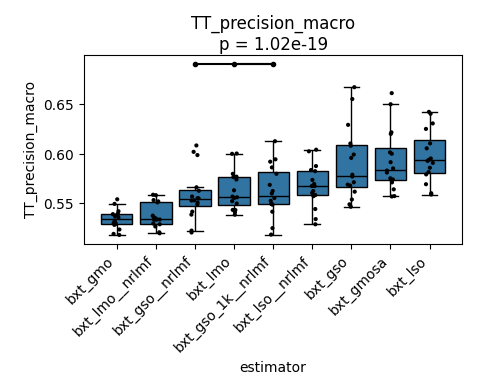 TT_precision_macro
p = 1.02e-19
TT_precision_macro
0.65
0.60
0.55
bxt_gmo
bxt_lmo__nrlmf
bxt_gso__nrlmf
bxt_lmo
bxt_gso_1k__nrlmf
bxt_lso__nrlmf
bxt_gso
bxt_gmosa
bxt_lso
estimator